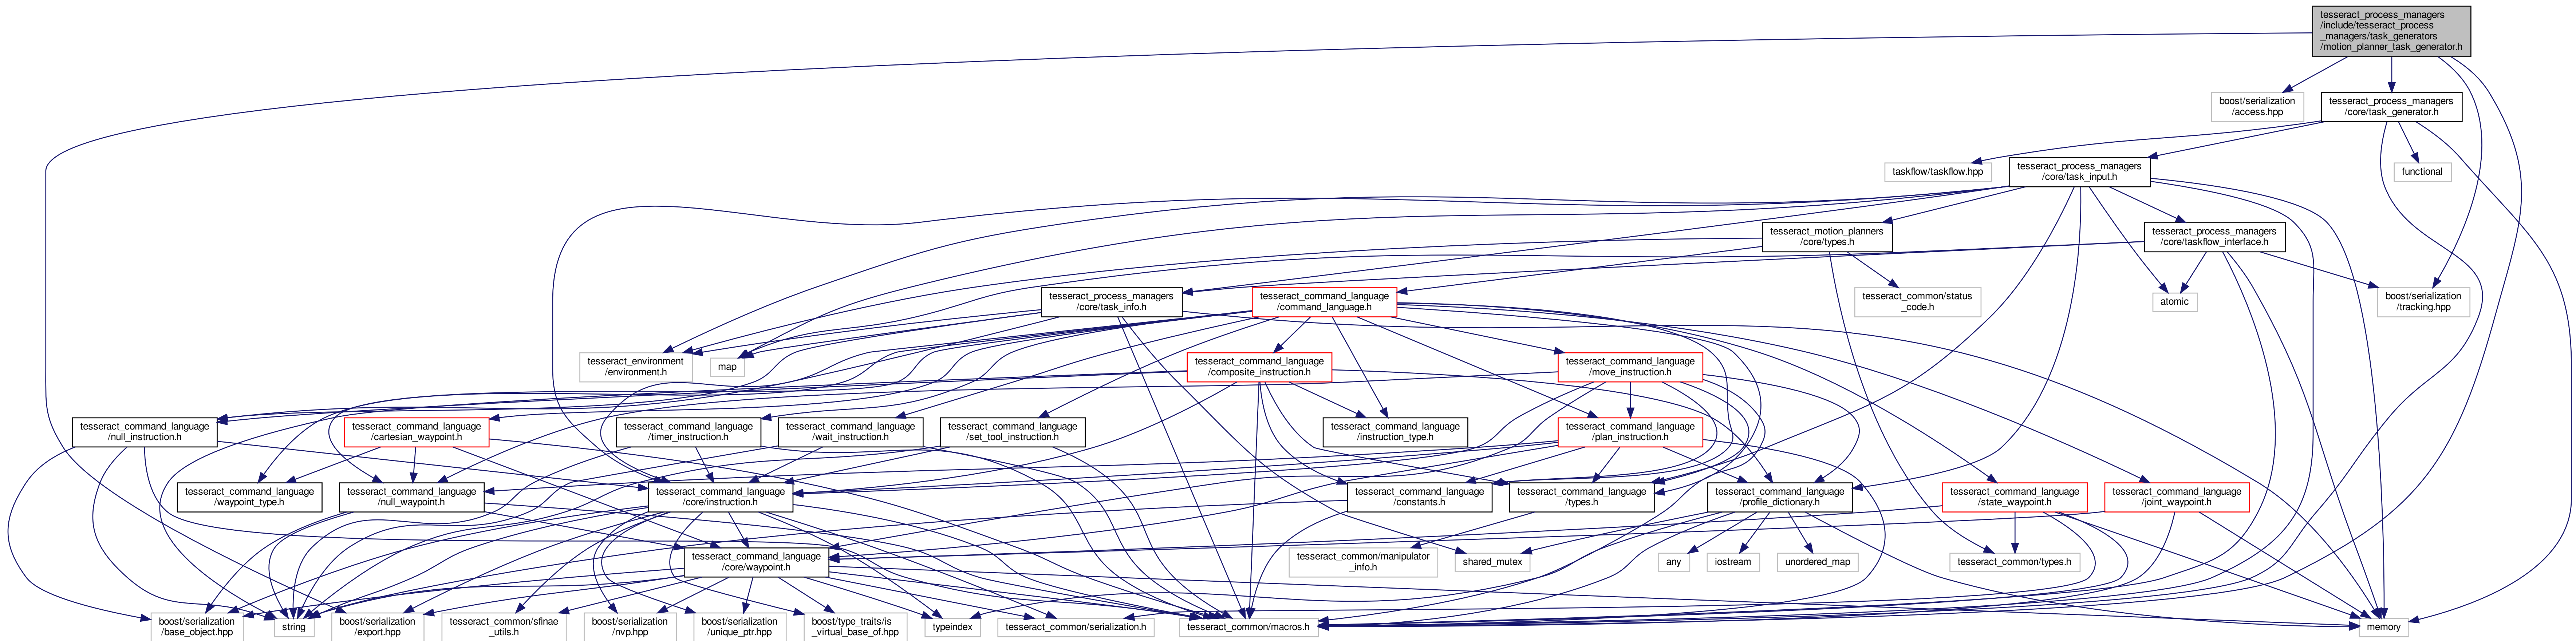 tesseract_process_managers
/include/tesseract_process
_managers/task_generators
/motion_planner_task_generator.h
boost/serialization
/access.hpp
tesseract_process_managers
/core/task_generator.h
taskflow/taskflow.hpp
tesseract_process_managers
/core/task_input.h
functional
tesseract_motion_planners
/core/types.h
tesseract_process_managers
/core/taskflow_interface.h
tesseract_process_managers
/core/task_info.h
tesseract_command_language
/command_language.h
tesseract_common/status
_code.h
atomic
boost/serialization
/tracking.hpp
tesseract_environment
/environment.h
map
tesseract_command_language
/composite_instruction.h
tesseract_command_language
/move_instruction.h
tesseract_command_language
/null_instruction.h
tesseract_command_language
/cartesian_waypoint.h
tesseract_command_language
/timer_instruction.h
tesseract_command_language
/wait_instruction.h
tesseract_command_language
/set_tool_instruction.h
tesseract_command_language
/instruction_type.h
tesseract_command_language
/plan_instruction.h
tesseract_command_language
/waypoint_type.h
tesseract_command_language
/null_waypoint.h
tesseract_command_language
/core/instruction.h
tesseract_command_language
/constants.h
tesseract_command_language
/types.h
tesseract_command_language
/profile_dictionary.h
tesseract_command_language
/state_waypoint.h
tesseract_command_language
/joint_waypoint.h
tesseract_command_language
/core/waypoint.h
tesseract_common/manipulator
_info.h
shared_mutex
any
iostream
unordered_map
tesseract_common/types.h
boost/serialization
/base_object.hpp
string
boost/serialization
/export.hpp
tesseract_common/sfinae
_utils.h
boost/serialization
/nvp.hpp
boost/serialization
/unique_ptr.hpp
boost/type_traits/is
_virtual_base_of.hpp
typeindex
tesseract_common/serialization.h
tesseract_common/macros.h
memory